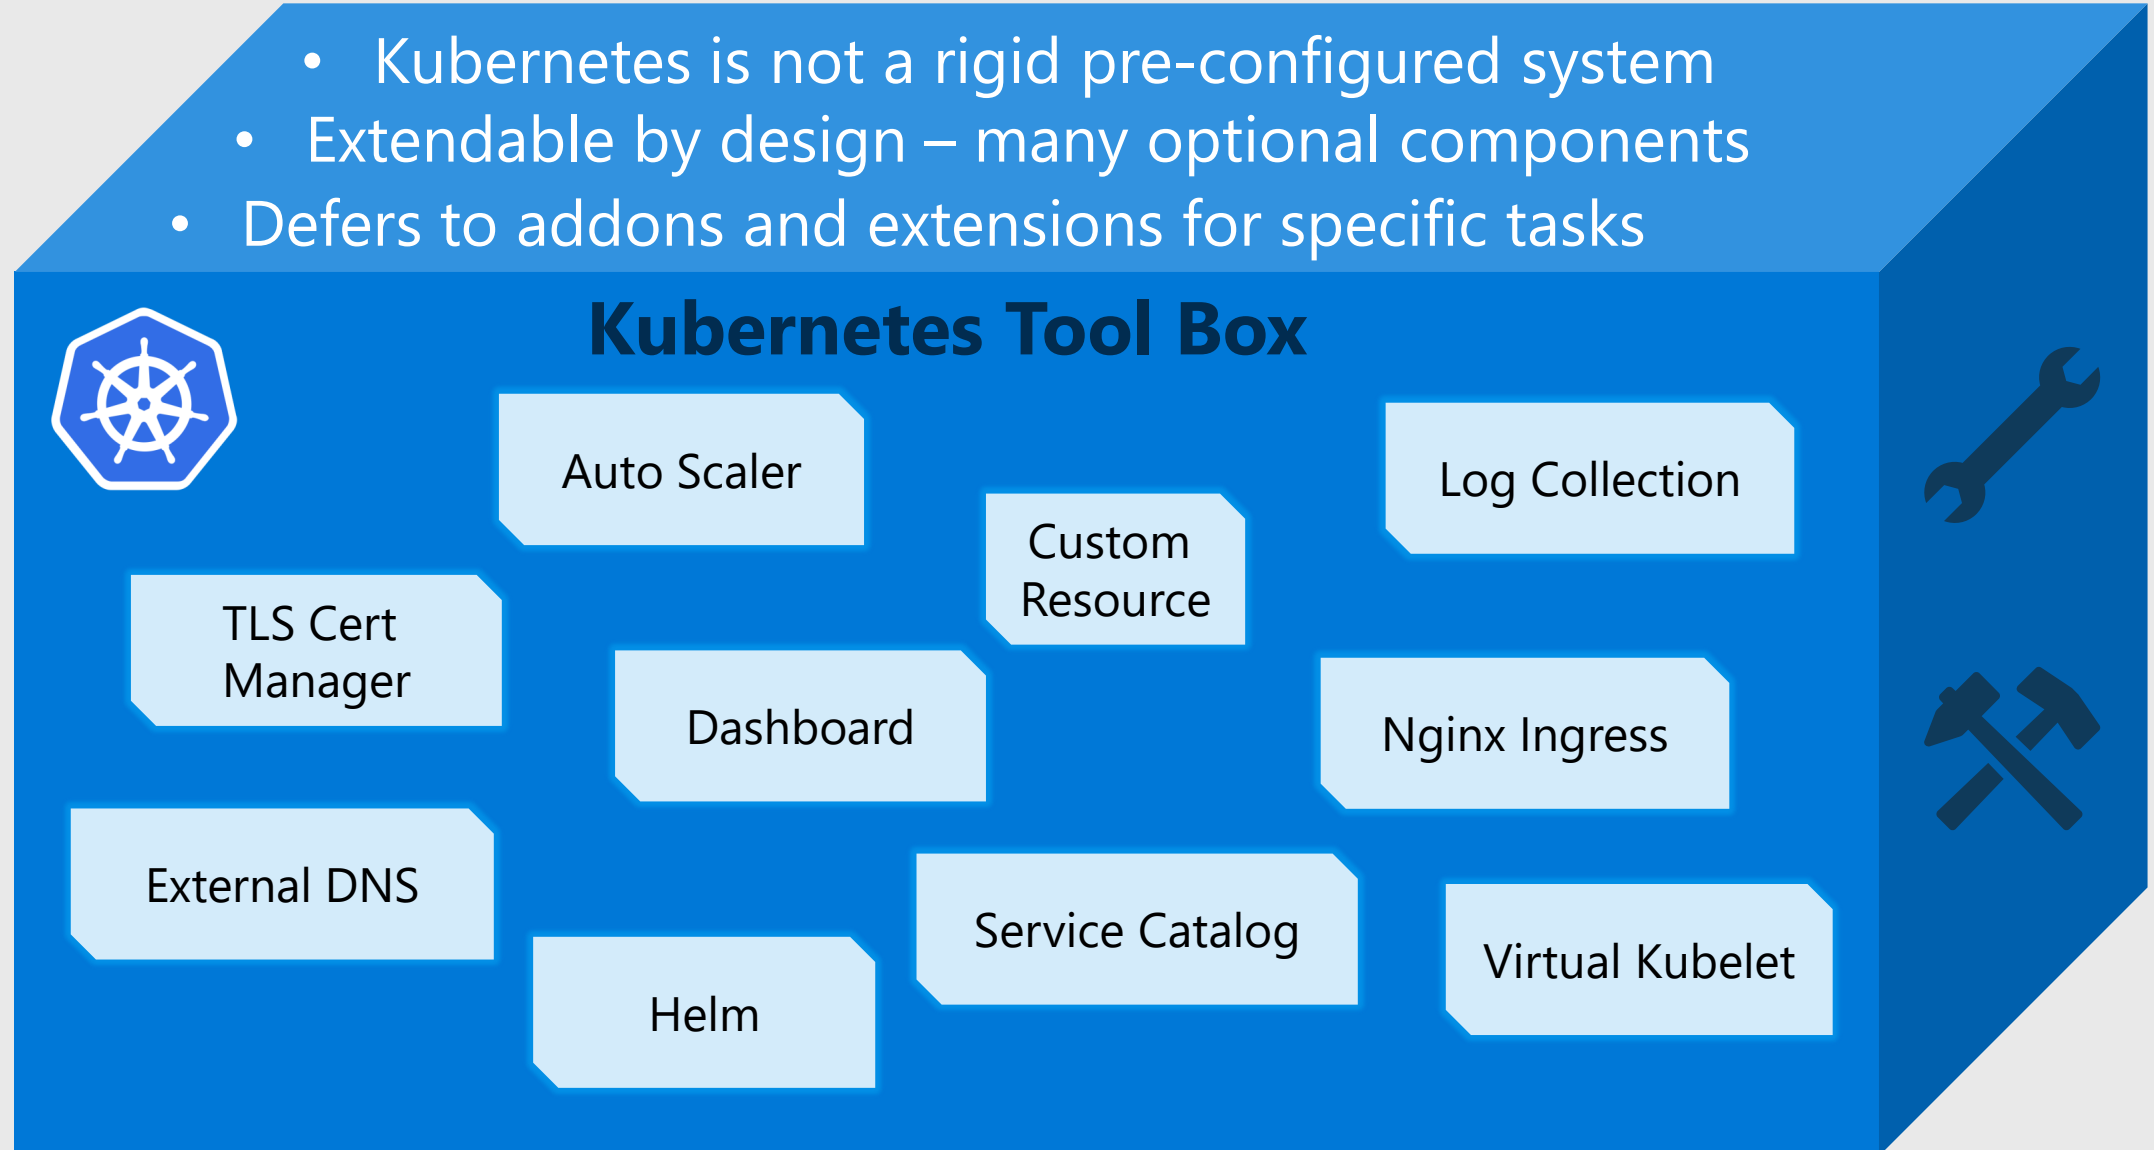 • Kubernetes is not a rigid pre-configured system
• Extendable by design – many optional components
• Defers to addons and extensions for specific tasks
Kubernetes Tool Box
Auto Scaler
Log Collection
Custom
Resource
TLS Cert
Manager
Dashboard
Nginx Ingress
External DNS
Service Catalog
Virtual Kubelet
Helm